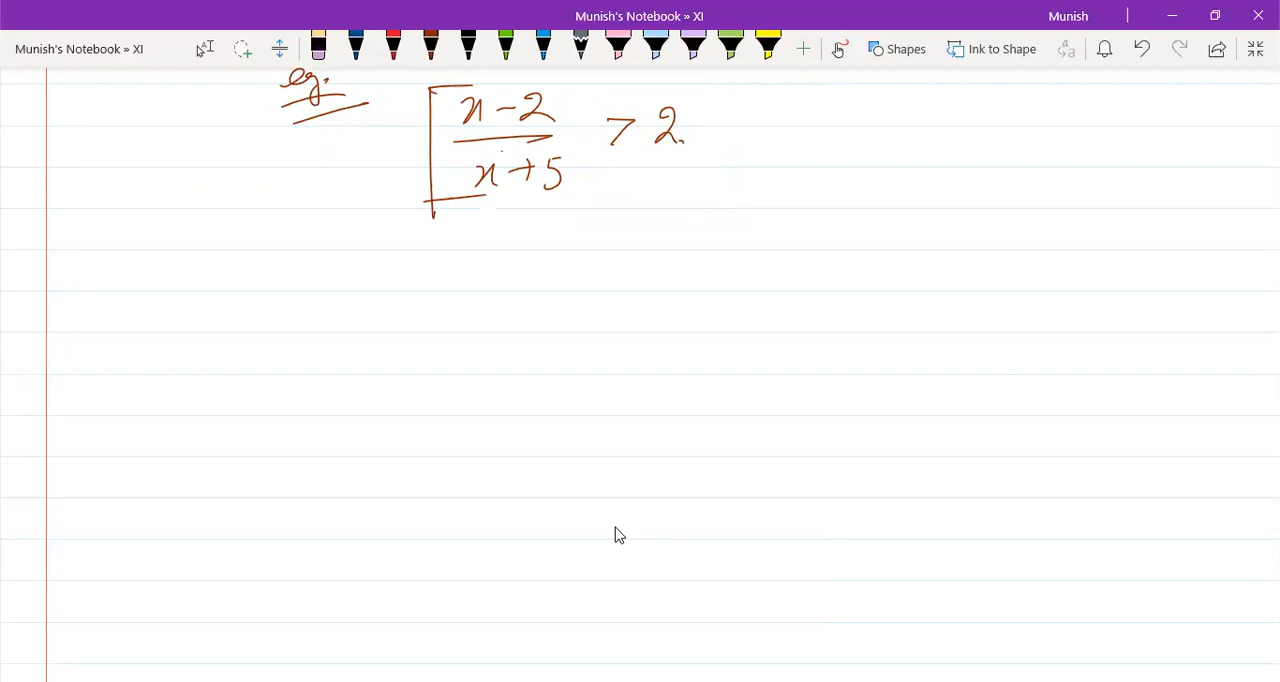 Munish's Notebook » XI
Munish
Munish's Notebook » XI
Shapes
Ink to Shape
eg.
x-2
x+5
> 2.